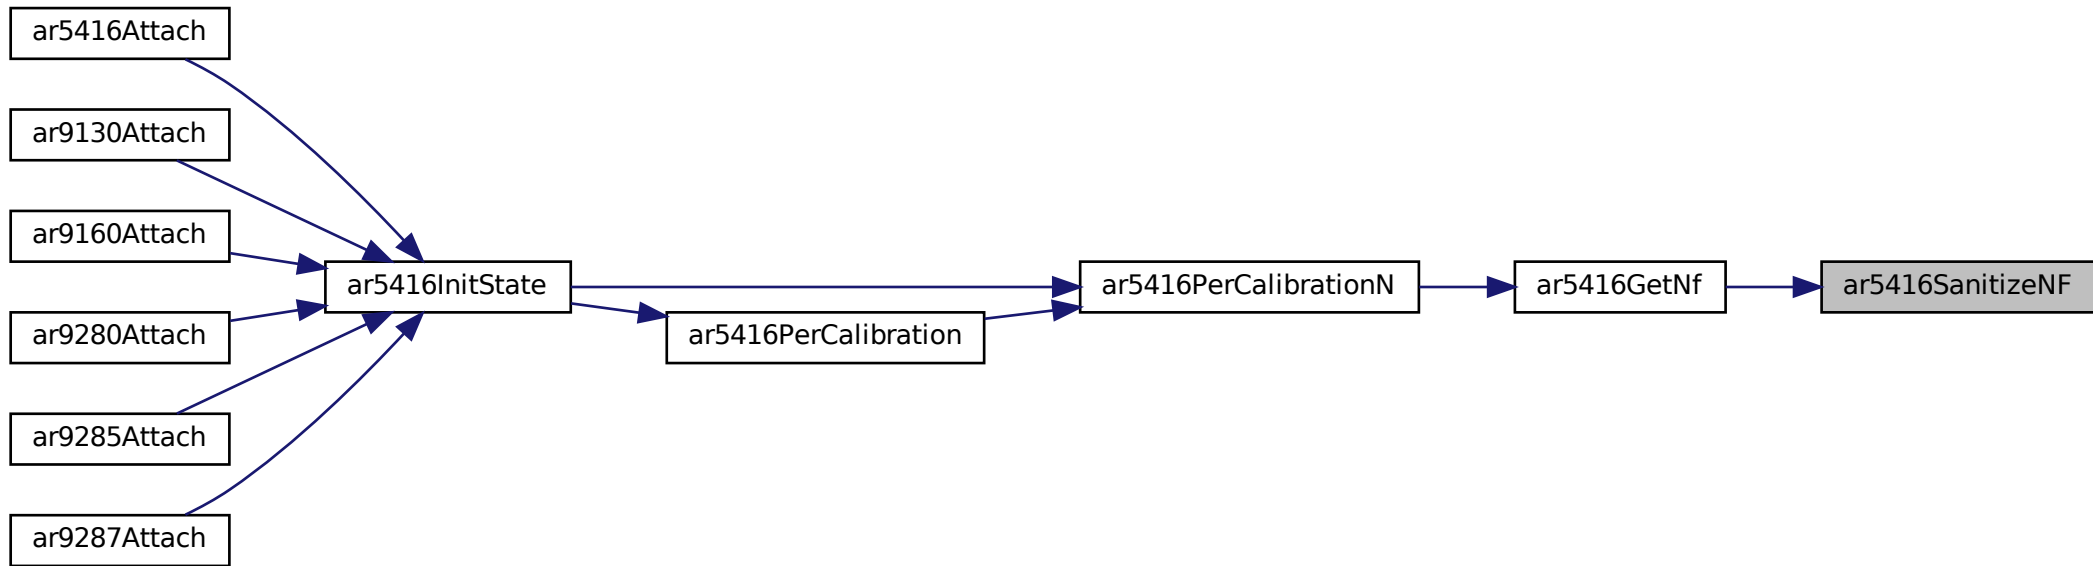 ar5416Attach
ar9130Attach
ar9160Attach
ar9280Attach
ar9285Attach
ar9287Attach
ar5416InitState
ar5416PerCalibration
ar5416PerCalibrationN
ar5416GetNf
ar5416SanitizeNF